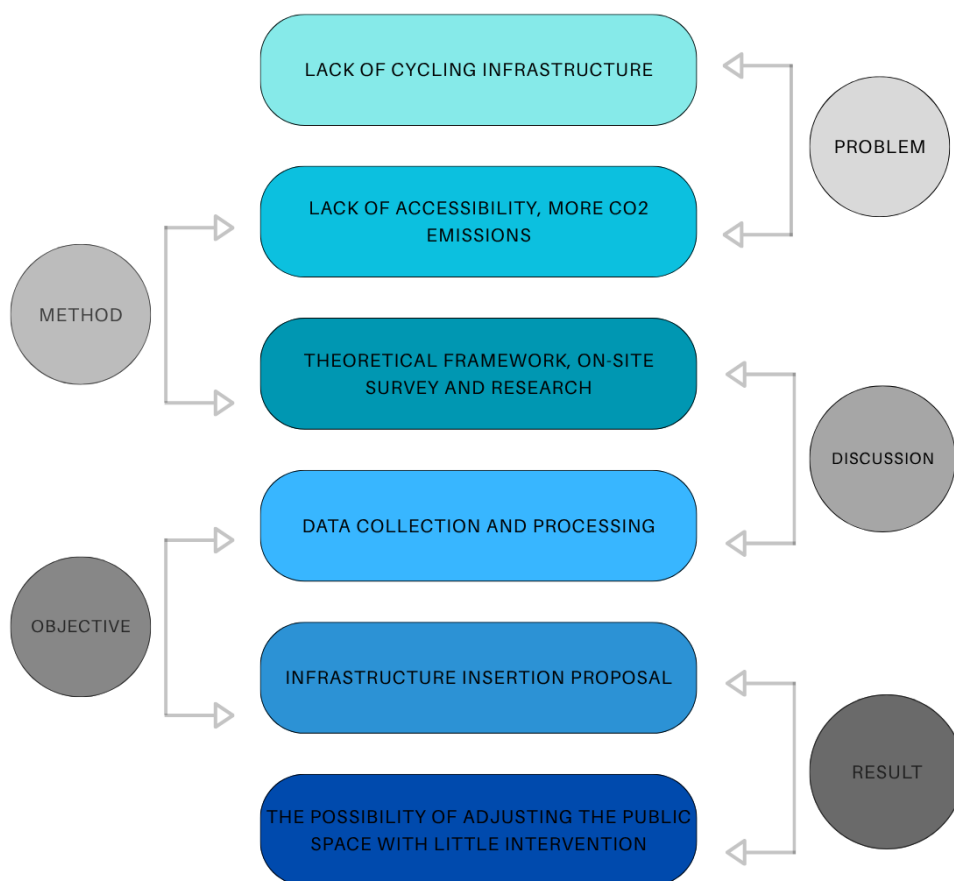 LACK OF CYCLING INFRASTRUCTURE
PROBLEM
LACK OF ACCESSIBILITY, MORE CO2
EMISSIONS
METHOD
THEORETICAL FRAMEWORK, ON-SITE
SURVEY AND RESEARCH
DISCUSSION
DATA COLLECTION AND PROCESSING
OBJECTIVE
INFRASTRUCTURE INSERTION PROPOSAL
RESULT
THE POSSIBILITY OF ADJUSTING THE PUBLIC
SPACE WITH LITTLE INTERVENTION